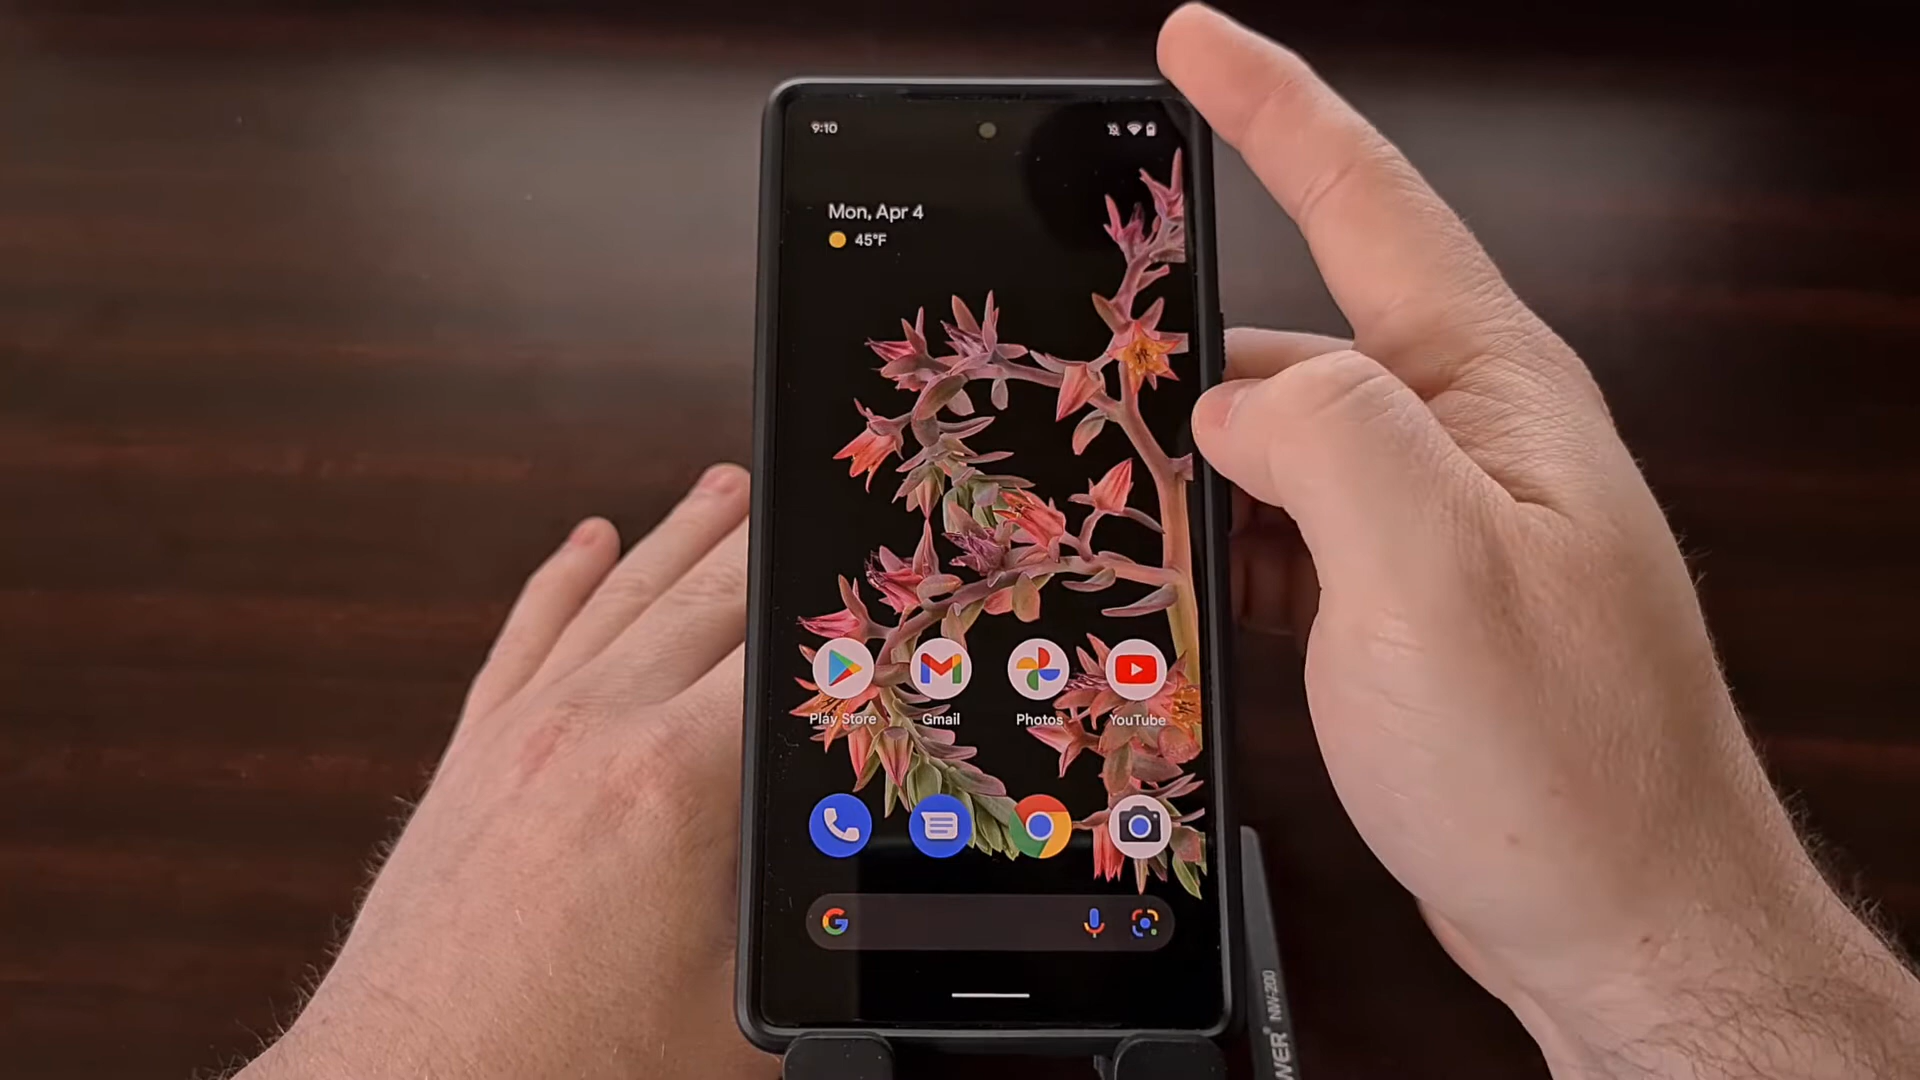 9:10
Mon, Apr 4
45°F
Play Store
Gmail
Photos
YouTube
G
WER® NW-200